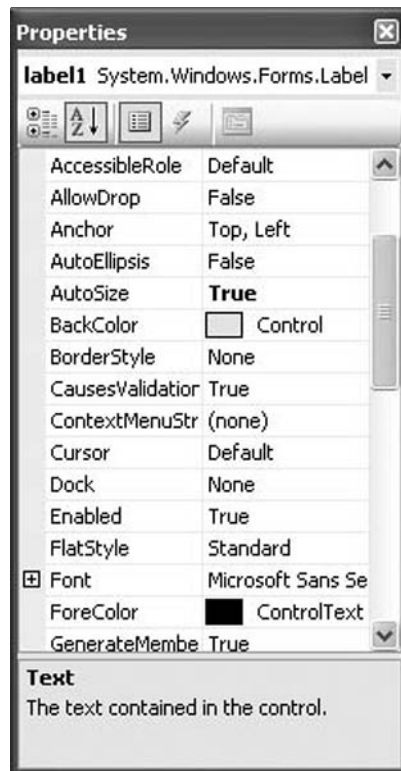 Properties
label1 System.Windows.Forms.Label
AccessibleRole Default
AllowDrop False
Anchor Top, Left
AutoEllipsis False
AutoSize True
BackColor Control
BorderStyle None
CausesValidation True
ContextMenuStr (none)
Cursor Default
Dock None
Enabled True
FlatStyle Standard
Font Microsoft Sans Se
ForeColor ControlText
GenerateMembe True
Text
The text contained in the control.